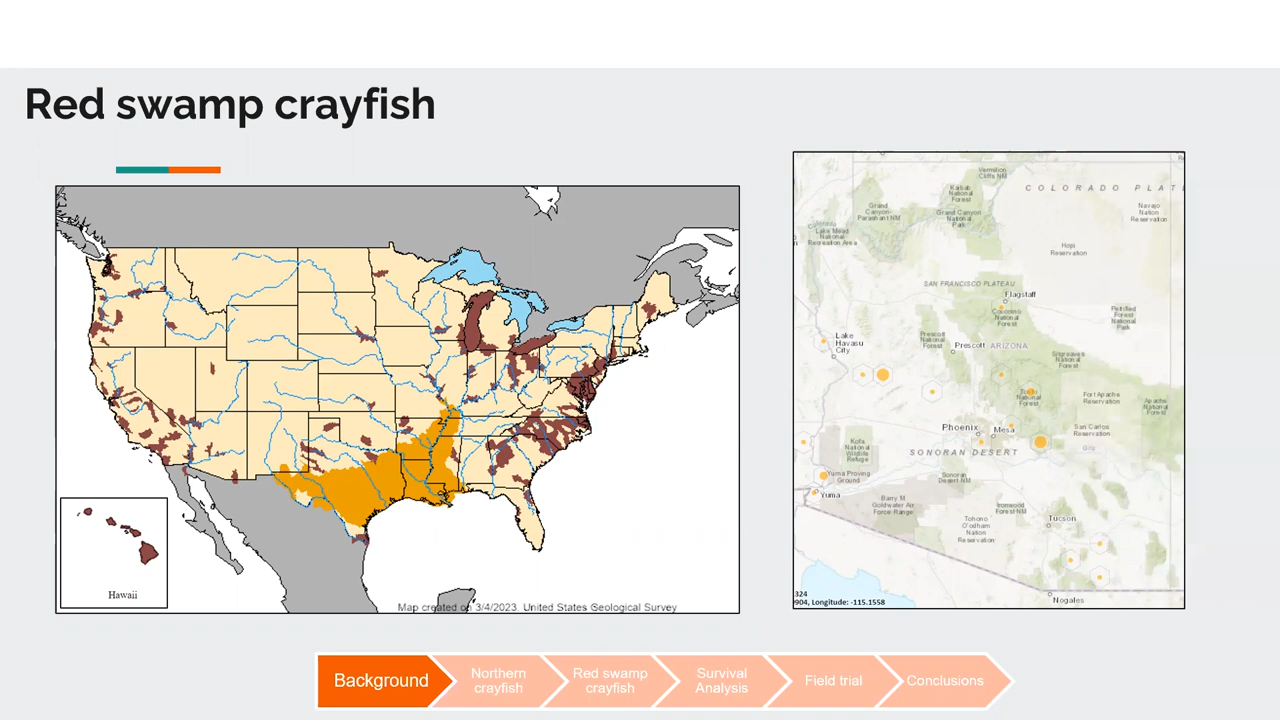 Red swamp crayfish
Hawaii
Map created on 3/4/2023. United States Geological Survey
Vermilion
Cliffs NM
COLORADO PLAT
Kaibab
National
Forest
Grand
Canyon-
Parashant NM
Grand Canyon
National
Park
Navajo
Nation
Reservation
Lake Mead
National
Recreation Area
Hopi
Reservation
SAN FRANCISCO PLATEAU
Flagstaff
Coconino
National
Forest
Petrified
Forest
National
Park
Lake
Havasu
City
Prescott
National
Forest
Prescott
ARIZONA
Sitgreaves
National
Forest
National
Forest
Fort Apache
Reservation
Apache
National
Forest
Phoenix
Mesa
San Carlos
Reservation
Kofa
National
Wildlife
Refuge
SONORAN DESERT
Gila
Yuma Proving
Ground
Sonoran
Desert NM
Yuma
Barry M
Goldwater Air
Force Range
Ironwood
Forest NM
Tohono
O'odham
Nation
Reservation
Tucson
324
904, Longitude: -115.1558
Nogales
Background
Northern
crayfish
Red swamp
crayfish
Survival
Analysis
Field trial
Conclusions